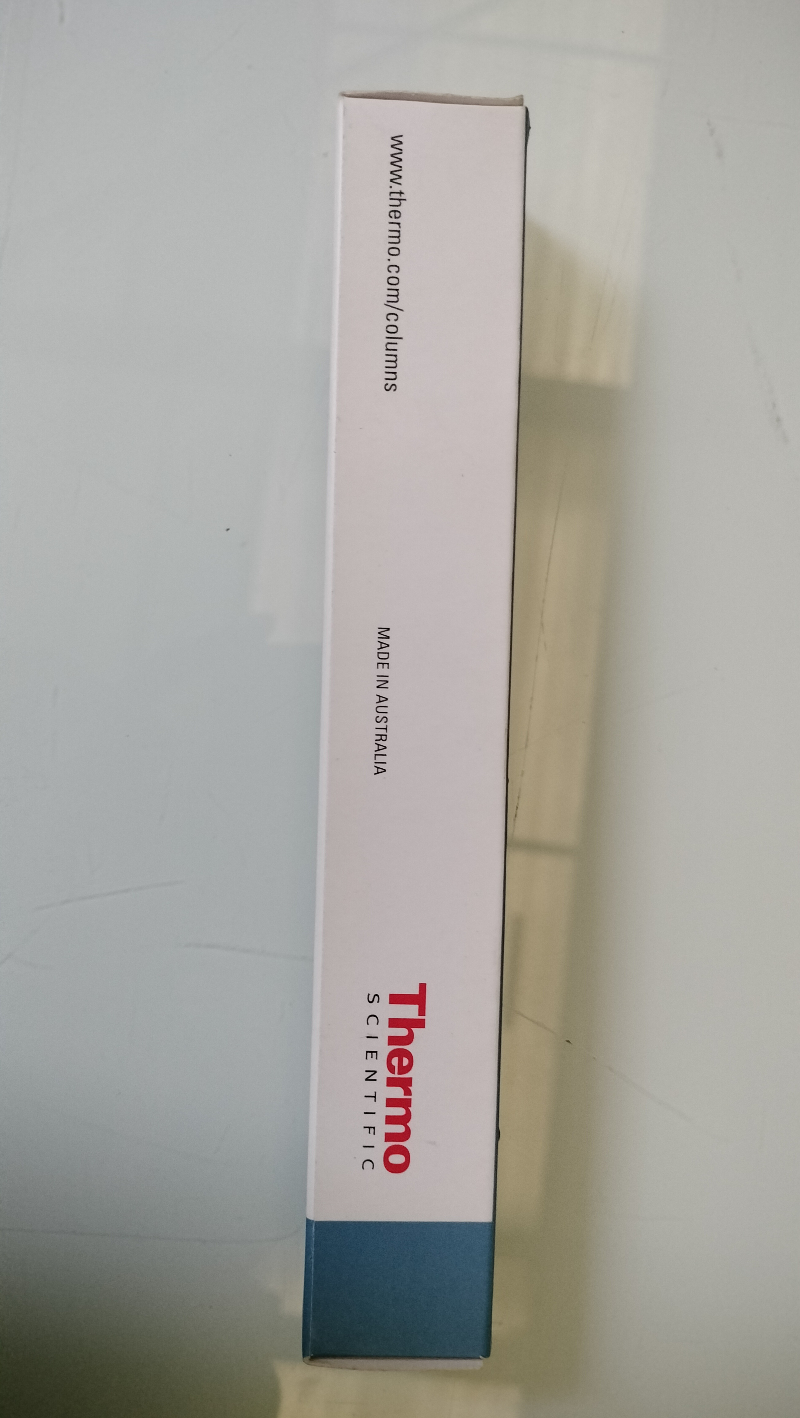 www.thermo.com/columns
MADE IN AUSTRALIA
Thermo
SCIENTIFIC